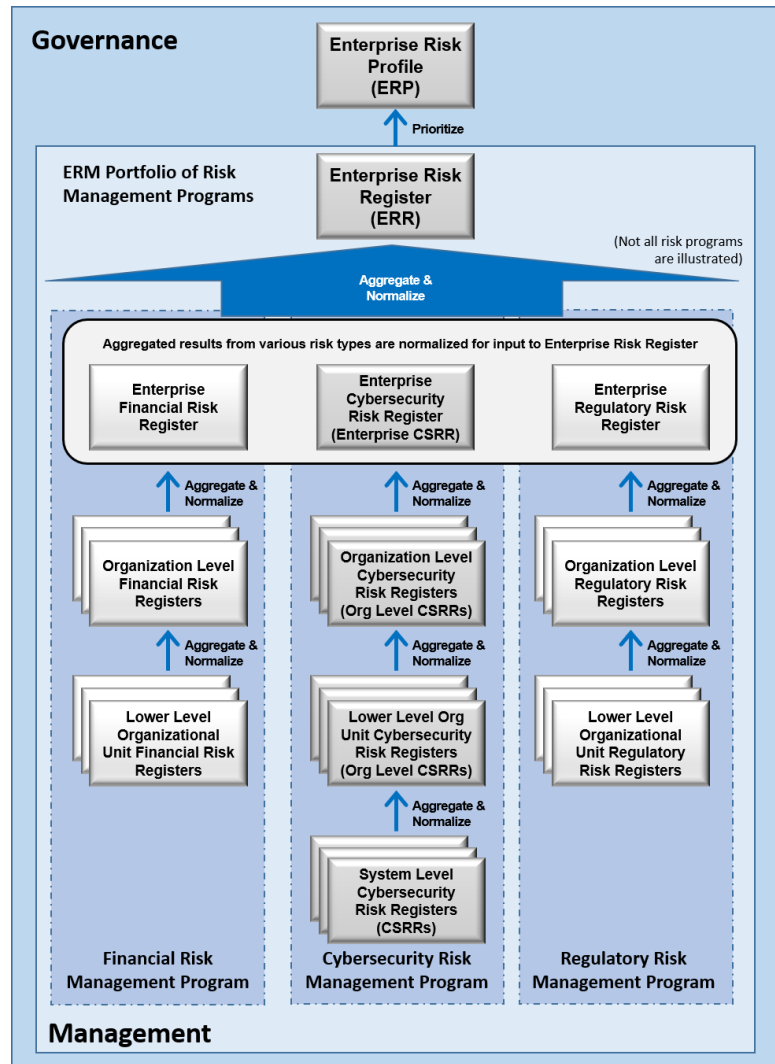 Governance
Enterprise Risk
Profile
(ERP)
Prioritize
ERM Portfolio of Risk
Management Programs
Enterprise Risk
Register
(ERR)
(Not all risk programs
are illustrated)
Aggregate &
Normalize
Aggregated results from various risk types are normalized for input to Enterprise Risk Register
Enterprise
Financial Risk
Register
Enterprise
Cybersecurity
Risk Register
(Enterprise CSRR)
Enterprise
Regulatory Risk
Register
Aggregate &
Normalize
Aggregate &
Normalize
Aggregate &
Normalize
Organization Level
Financial Risk
Registers
Organization Level
Cybersecurity
Risk Registers
(Org Level CSRRs)
Organization Level
Regulatory Risk
Registers
Aggregate &
Normalize
Aggregate &
Normalize
Aggregate &
Normalize
Lower Level
Organizational
Unit Financial Risk
Registers
Lower Level Org
Unit Cybersecurity
Risk Registers
(Org Level CSRRs)
Lower Level
Organizational
Unit Regulatory
Risk Registers
Aggregate &
Normalize
System Level
Cybersecurity
Risk Registers
(CSRRs)
Financial Risk
Management Program
Cybersecurity Risk
Management Program
Regulatory Risk
Management Program
Management